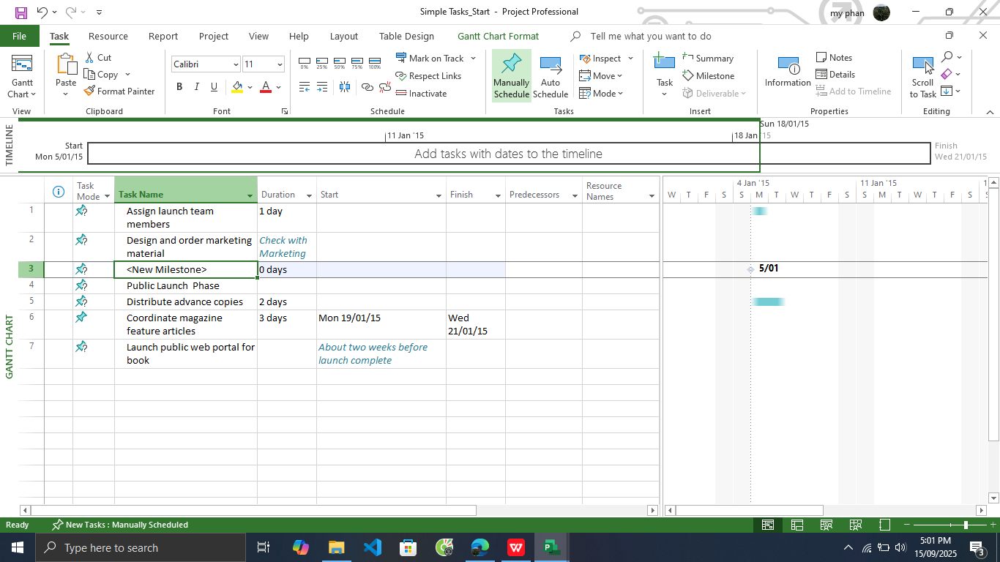 Simple Tasks_Start - Project Professional
my phan
File Task Resource Report Project View Help Layout Table Design Gantt Chart Format Tell me what you want to do
Gantt Chart
View
Paste
Cut
Copy
Format Painter
Clipboard
Calibri 11
B I U A
Font
0% 25% 50% 75% 100%
Mark on Track
Respect Links
Inactivate
Schedule
Manually Schedule
Auto Schedule
Inspect
Move
Mode
Tasks
Task
Summary
Milestone
Deliverable
Insert
Information
Notes
Details
Add to Timeline
Properties
Scroll to Task
Editing
TIMELINE
Sun 18/01/15
11 Jan '15
18 Jan '15
Start
Mon 5/01/15
Add tasks with dates to the timeline
Finish
Wed 21/01/15
GANTT CHART
Task Mode Task Name Duration Start Finish Predecessors Resource Names
4 Jan '15 11 Jan '15 1
W T F S S M T W T F S S M T W T F S S
1 Assign launch team members 1 day
2 Design and order marketing material Check with Marketing
3 <New Milestone> 0 days 5/01
4 Public Launch Phase
5 Distribute advance copies 2 days
6 Coordinate magazine feature articles 3 days Mon 19/01/15 Wed 21/01/15
7 Launch public web portal for book About two weeks before launch complete
Ready New Tasks : Manually Scheduled
Type here to search
5:01 PM
15/09/2025
3